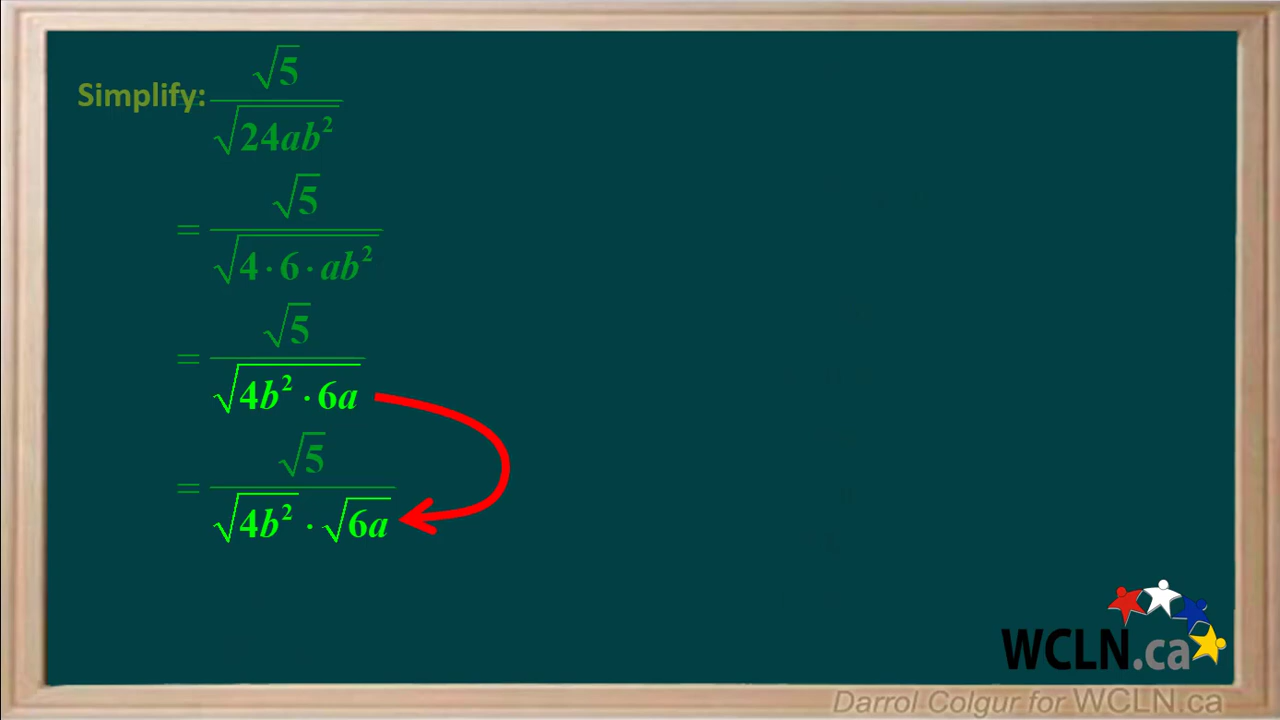 Simplify: √5 / √(24ab²)
= √5 / √(4 · 6 · ab²)
= √5 / √(4b² · 6a)
= √5 / (√(4b²) · √(6a))
WCLN.ca
Darrol Colgur for WCLN.ca